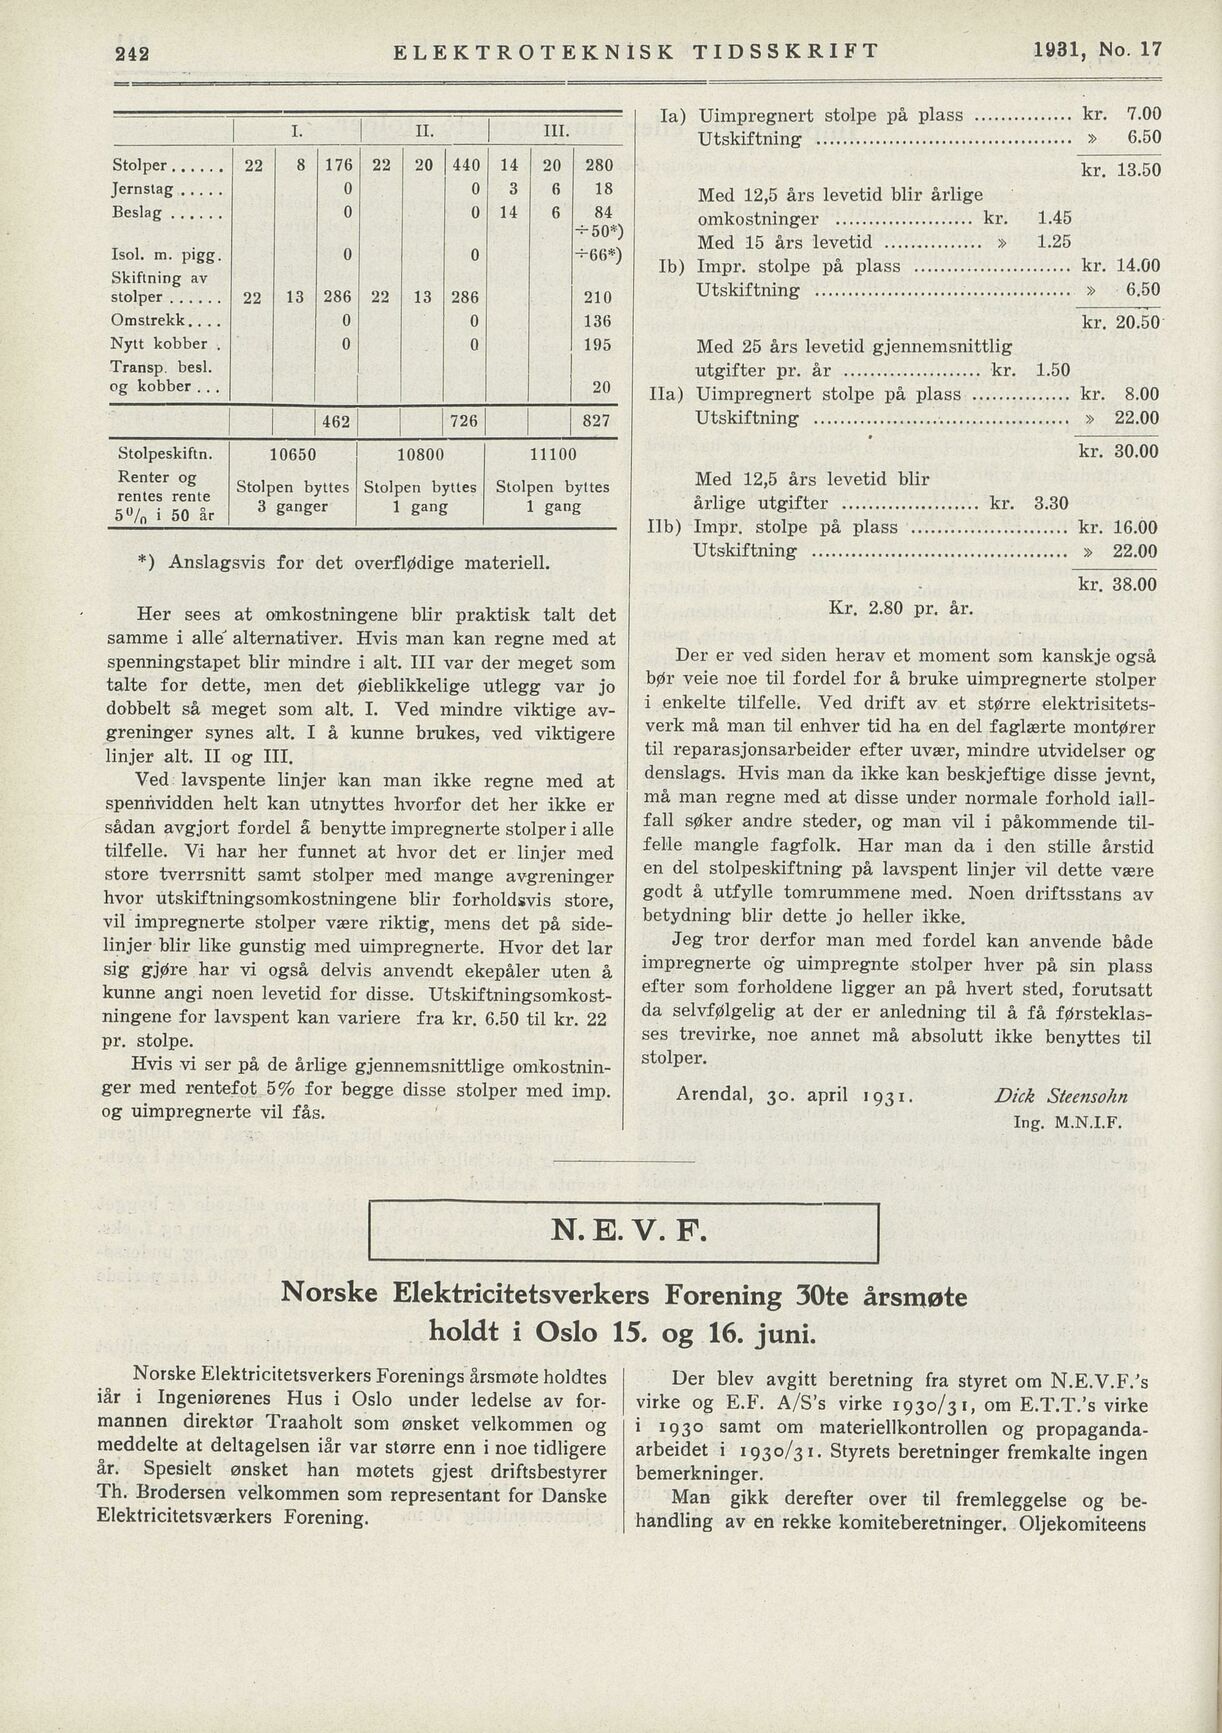 242 ELEKTROTEKNISK TIDSSKRIFT 1931, No. 17
I. II. III.
Stolper...... 22 8 176 22 20 440 14 20 280
Jernstag..... 0 0 3 6 18
Beslag...... 0 0 14 6 84
÷50*)
Isol. m. pigg. 0 0 ÷66*)
Skiftning av
stolper...... 22 13 286 22 13 286 210
Omstrekk.... 0 0 136
Nytt kobber . 0 0 195
Transp. besl.
og kobber... 20
462 726 827
Stolpeskiftn. 10650 10800 11100
Renter og
rentes rente
5% i 50 år
Stolpen byttes
3 ganger
Stolpen byttes
1 gang
Stolpen byttes
1 gang
*) Anslagsvis for det overflødige materiell.
Her sees at omkostningene blir praktisk talt det
samme i alle alternativer. Hvis man kan regne med at
spenningstapet blir mindre i alt. III var der meget som
talte for dette, men det øieblikkelige utlegg var jo
dobbelt så meget som alt. I. Ved mindre viktige av-
greninger synes alt. I å kunne brukes, ved viktigere
linjer alt. II og III.
Ved lavspente linjer kan man ikke regne med at
spennvidden helt kan utnyttes hvorfor det her ikke er
sådan avgjort fordel å benytte impregnerte stolper i alle
tilfelle. Vi har her funnet at hvor det er linjer med
store tverrsnitt samt stolper med mange avgreninger
hvor utskiftningsomkostningene blir forholdsvis store,
vil impregnerte stolper være riktig, mens det på side-
linjer blir like gunstig med uimpregnerte. Hvor det lar
sig gjøre har vi også delvis anvendt ekepåler uten å
kunne angi noen levetid for disse. Utskiftningsomkost-
ningene for lavspent kan variere fra kr. 6.50 til kr. 22
pr. stolpe.
Hvis vi ser på de årlige gjennemsnittlige omkostnin-
ger med rentefot 5% for begge disse stolper med imp.
og uimpregnerte vil fås.
Ia) Uimpregnert stolpe på plass ............... kr. 7.00
Utskiftning ....................................... » 6.50
kr. 13.50
Med 12,5 års levetid blir årlige
omkostninger ..................... kr. 1.45
Med 15 års levetid ............... » 1.25
Ib) Impr. stolpe på plass ........................ kr. 14.00
Utskiftning ....................................... » 6.50
kr. 20.50
Med 25 års levetid gjennemsnittlig
utgifter pr. år ..................... kr. 1.50
IIa) Uimpregnert stolpe på plass ............... kr. 8.00
Utskiftning ....................................... » 22.00
kr. 30.00
Med 12,5 års levetid blir
årlige utgifter ..................... kr. 3.30
IIb) Impr. stolpe på plass ........................ kr. 16.00
Utskiftning ....................................... » 22.00
kr. 38.00
Kr. 2.80 pr. år.
Der er ved siden herav et moment som kanskje også
bør veie noe til fordel for å bruke uimpregnerte stolper
i enkelte tilfelle. Ved drift av et større elektrisitets-
verk må man til enhver tid ha en del faglærte montører
til reparasjonsarbeider efter uvær, mindre utvidelser og
denslags. Hvis man da ikke kan beskjeftige disse jevnt,
må man regne med at disse under normale forhold iall-
fall søker andre steder, og man vil i påkommende til-
felle mangle fagfolk. Har man da i den stille årstid
en del stolpeskiftning på lavspent linjer vil dette være
godt å utfylle tomrummene med. Noen driftsstans av
betydning blir dette jo heller ikke.
Jeg tror derfor man med fordel kan anvende både
impregnerte og uimpregnte stolper hver på sin plass
efter som forholdene ligger an på hvert sted, forutsatt
da selvfølgelig at der er anledning til å få førsteklas-
ses trevirke, noe annet må absolutt ikke benyttes til
stolper.
Arendal, 30. april 1931. Dick Steensohn
Ing. M.N.I.F.
N. E. V. F.
Norske Elektricitetsverkers Forening 30te årsmøte
holdt i Oslo 15. og 16. juni.
Norske Elektricitetsverkers Forenings årsmøte holdtes
iår i Ingeniørenes Hus i Oslo under ledelse av for-
mannen direktør Traaholt som ønsket velkommen og
meddelte at deltagelsen iår var større enn i noe tidligere
år. Spesielt ønsket han møtets gjest driftsbestyrer
Th. Brodersen velkommen som representant for Danske
Elektricitetsværkers Forening.
Der blev avgitt beretning fra styret om N.E.V.F.'s
virke og E.F. A/S's virke 1930/31, om E.T.T.'s virke
i 1930 samt om materiellkontrollen og propaganda-
arbeidet i 1930/31. Styrets beretninger fremkalte ingen
bemerkninger.
Man gikk derefter over til fremleggelse og be-
handling av en rekke komiteberetninger. Oljekomiteens